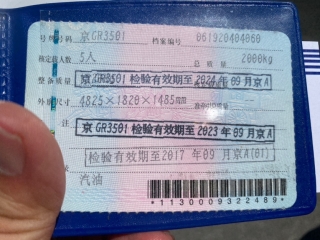 号牌号码 京GR3501 档案编号 061920404060
核定载人数 5人 总质量
整备质量 2000kg
京GR3501 检验有效期至2024年09月京A
外廓尺寸 4825×1820×1485mm
注
京GR3501 检验有效期至2023年09月京A
检验有效期至2017年09月京A(01)
汽油
*1130009322489*